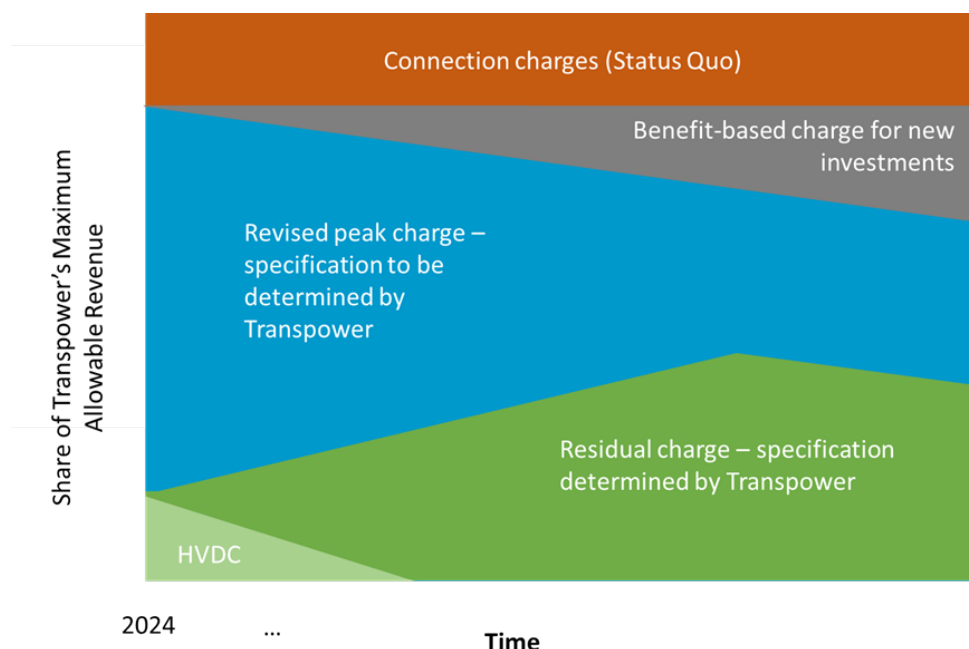 Connection charges (Status Quo)
Benefit-based charge for new
investments
Revised peak charge –
specification to be
determined by
Transpower
Residual charge – specification
determined by Transpower
HVDC
Share of Transpower's Maximum
Allowable Revenue
2024
...
Time